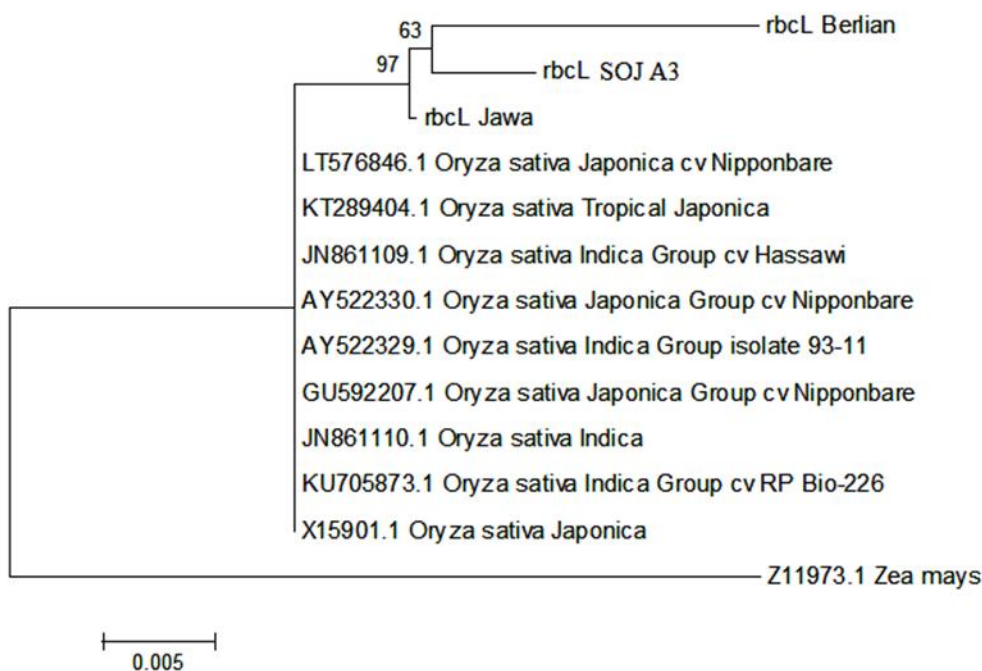 63
rbcL Berlian
97
rbcL SOJ A3
rbcL Jawa
LT576846.1 Oryza sativa Japonica cv Nipponbare
KT289404.1 Oryza sativa Tropical Japonica
JN861109.1 Oryza sativa Indica Group cv Hassawi
AY522330.1 Oryza sativa Japonica Group cv Nipponbare
AY522329.1 Oryza sativa Indica Group isolate 93-11
GU592207.1 Oryza sativa Japonica Group cv Nipponbare
JN861110.1 Oryza sativa Indica
KU705873.1 Oryza sativa Indica Group cv RP Bio-226
X15901.1 Oryza sativa Japonica
Z11973.1 Zea mays
0.005